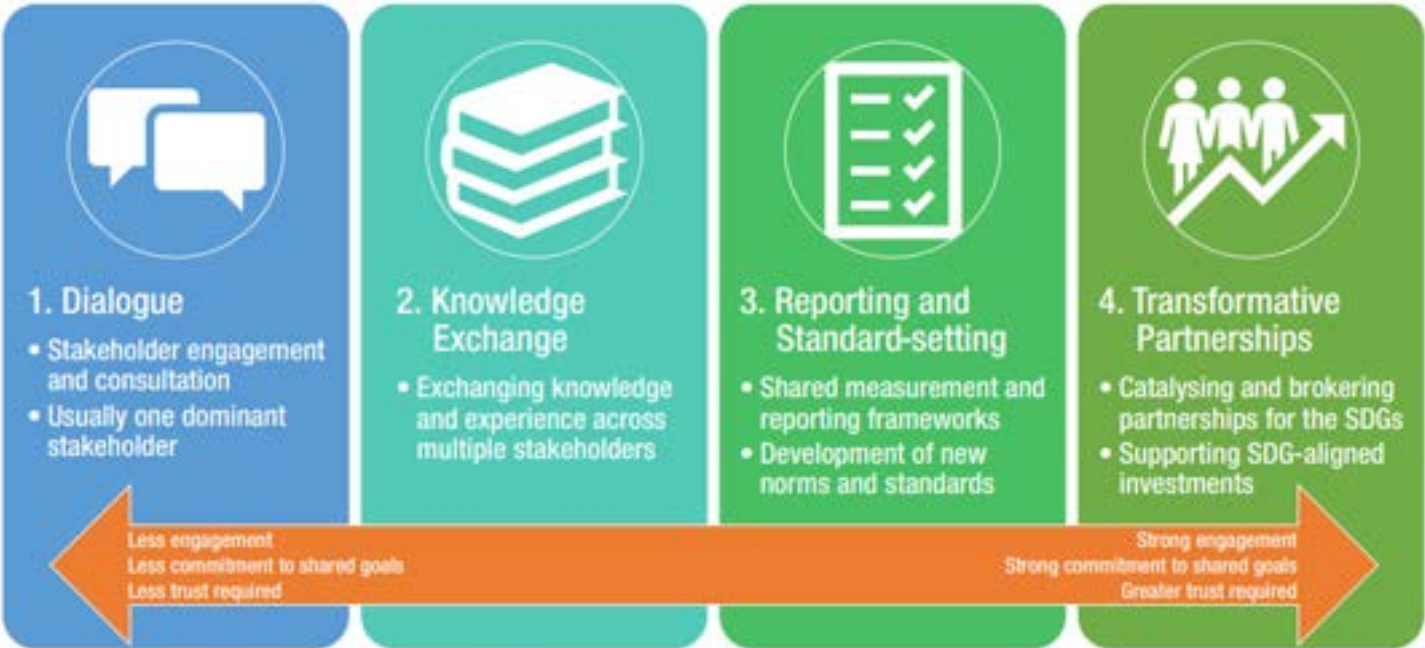 1. Dialogue
• Stakeholder engagement
and consultation
• Usually one dominant
stakeholder
2. Knowledge
Exchange
• Exchanging knowledge
and experience across
multiple stakeholders
3. Reporting and
Standard-setting
• Shared measurement and
reporting frameworks
• Development of new
norms and standards
4. Transformative
Partnerships
• Catalysing and brokering
partnerships for the SDGs
• Supporting SDG-aligned
investments
Less engagement
Less commitment to shared goals
Less trust required
Strong engagement
Strong commitment to shared goals
Greater trust required